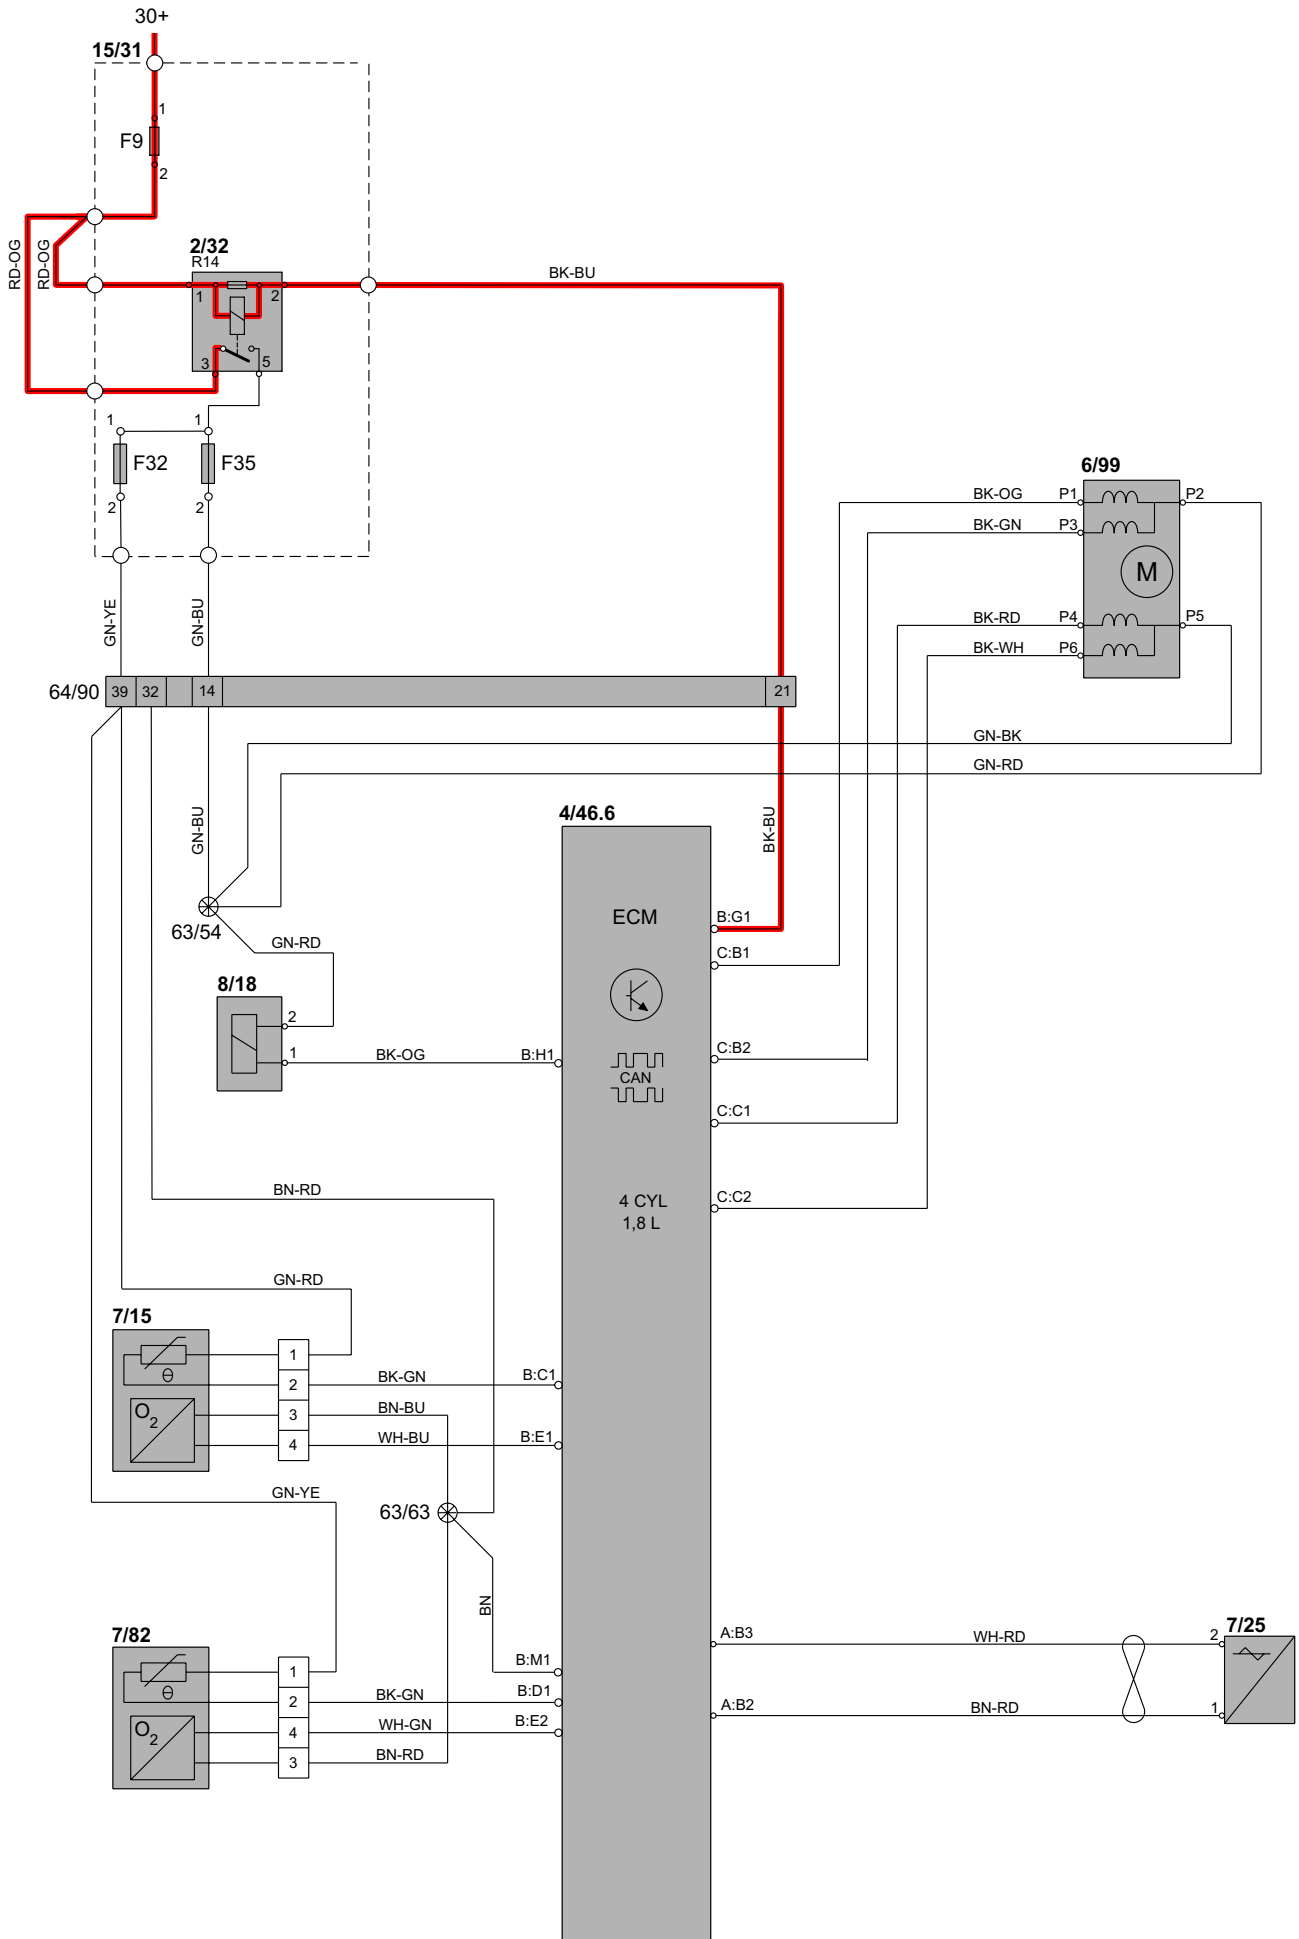 30+
15/31
1
F9
2
RD-OG
RD-OG
2/32
R14
1
2
3
5
BK-BU
1
1
F32
F35
2
2
GN-YE
GN-BU
6/99
BK-OG P1
P2
BK-GN P3
M
BK-RD P4
P5
BK-WH P6
64/90 39 32 14 21
GN-BK
GN-RD
GN-BU
BK-BU
4/46.6
ECM
B:G1
63/54
GN-RD
C:B1
8/18
2
1
BK-OG
B:H1
C:B2
CAN
C:C1
BN-RD
4 CYL
1,8 L
C:C2
GN-RD
7/15
θ
O2
1
2
BK-GN
B:C1
3
BN-BU
4
WH-BU
B:E1
GN-YE
63/63
BN
7/82
θ
O2
1
B:M1
2
BK-GN
B:D1
4
WH-GN
B:E2
3
BN-RD
A:B3
WH-RD
2
7/25
A:B2
BN-RD
1